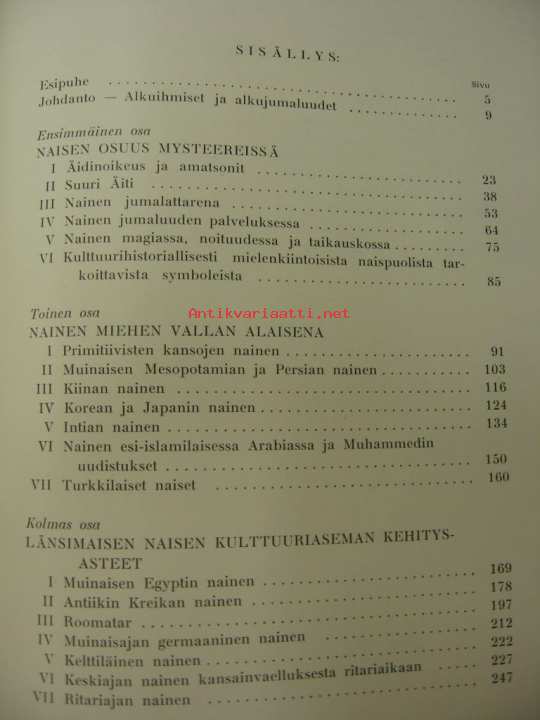 SISÄLLYS:
Sivu
Esipuhe 5
Johdanto — Alkuihmiset ja alkujumaluudet 9
Ensimmäinen osa
NAISEN OSUUS MYSTEEREISSÄ
I Äidinoikeus ja amatsonit 23
II Suuri Äiti 38
III Nainen jumalattarena 53
IV Nainen jumaluuden palveluksessa 64
V Nainen magiassa, noituudessa ja taikauskossa 75
VI Kulttuurihistoriallisesti mielenkiintoisista naispuolista tar-
koittavista symboleista 85
Antikvariaatti.net
Toinen osa
NAINEN MIEHEN VALLAN ALAISENA
I Primitiivisten kansojen nainen 91
II Muinaisen Mesopotamian ja Persian nainen 103
III Kiinan nainen 116
IV Korean ja Japanin nainen 124
V Intian nainen 134
VI Nainen esi-islamilaisessa Arabiassa ja Muhammedin
uudistukset 150
VII Turkkilaiset naiset 160
Kolmas osa
LÄNSIMAISEN NAISEN KULTTUURIASEMAN KEHITYS-
ASTEET
I Muinaisen Egyptin nainen 169
II Antiikin Kreikan nainen 178
III Roomatar 197
IV Muinaisajan germaaninen nainen 212
V Kelttiläinen nainen 222
VI Keskiajan nainen kansainvaelluksesta ritariaikaan 227
VII Ritariajan nainen 247